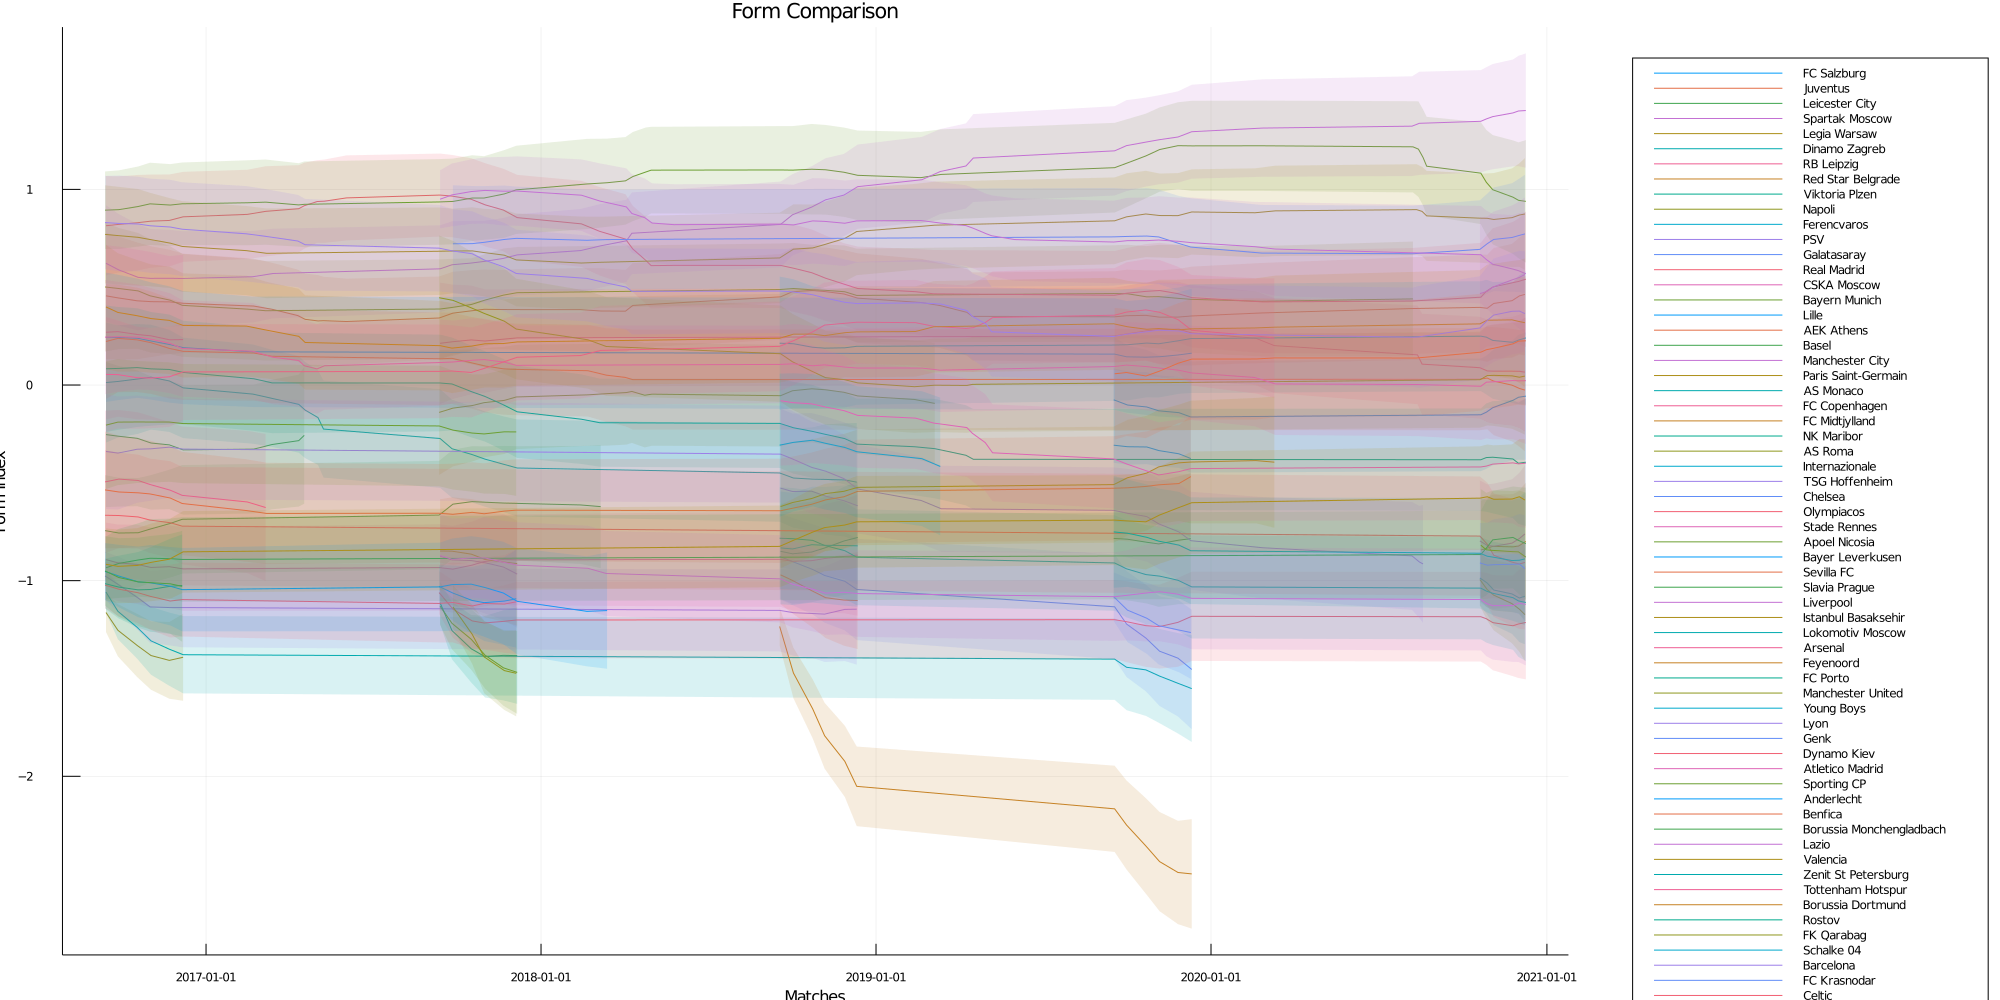 Form Comparison
1
0
−1
−2
Form Index
2017-01-01
2018-01-01
2019-01-01
2020-01-01
2021-01-01
Matches
FC Salzburg
Juventus
Leicester City
Spartak Moscow
Legia Warsaw
Dinamo Zagreb
RB Leipzig
Red Star Belgrade
Viktoria Plzen
Napoli
Ferencvaros
PSV
Galatasaray
Real Madrid
CSKA Moscow
Bayern Munich
Lille
AEK Athens
Basel
Manchester City
Paris Saint-Germain
AS Monaco
FC Copenhagen
FC Midtjylland
NK Maribor
AS Roma
Internazionale
TSG Hoffenheim
Chelsea
Olympiacos
Stade Rennes
Apoel Nicosia
Bayer Leverkusen
Sevilla FC
Slavia Prague
Liverpool
Istanbul Basaksehir
Lokomotiv Moscow
Arsenal
Feyenoord
FC Porto
Manchester United
Young Boys
Lyon
Genk
Dynamo Kiev
Atletico Madrid
Sporting CP
Anderlecht
Benfica
Borussia Monchengladbach
Lazio
Valencia
Zenit St Petersburg
Tottenham Hotspur
Borussia Dortmund
Rostov
FK Qarabag
Schalke 04
Barcelona
FC Krasnodar
Celtic